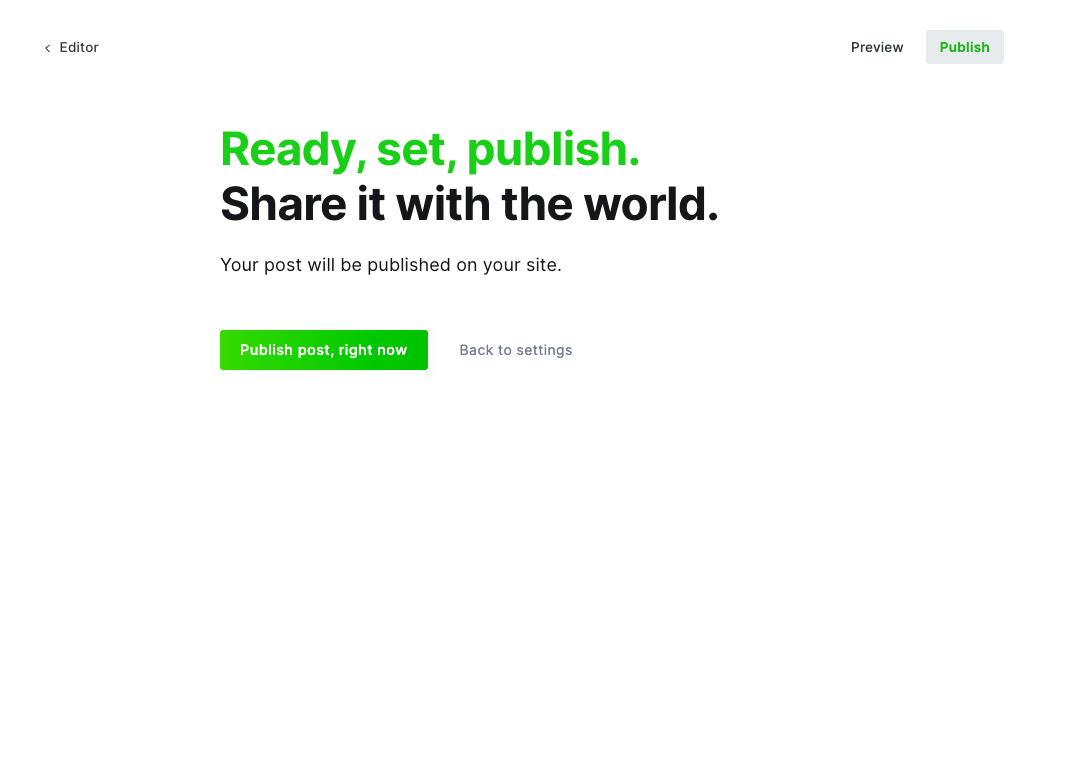 Editor
Preview
Publish
Ready, set, publish.
Share it with the world.
Your post will be published on your site.
Publish post, right now
Back to settings